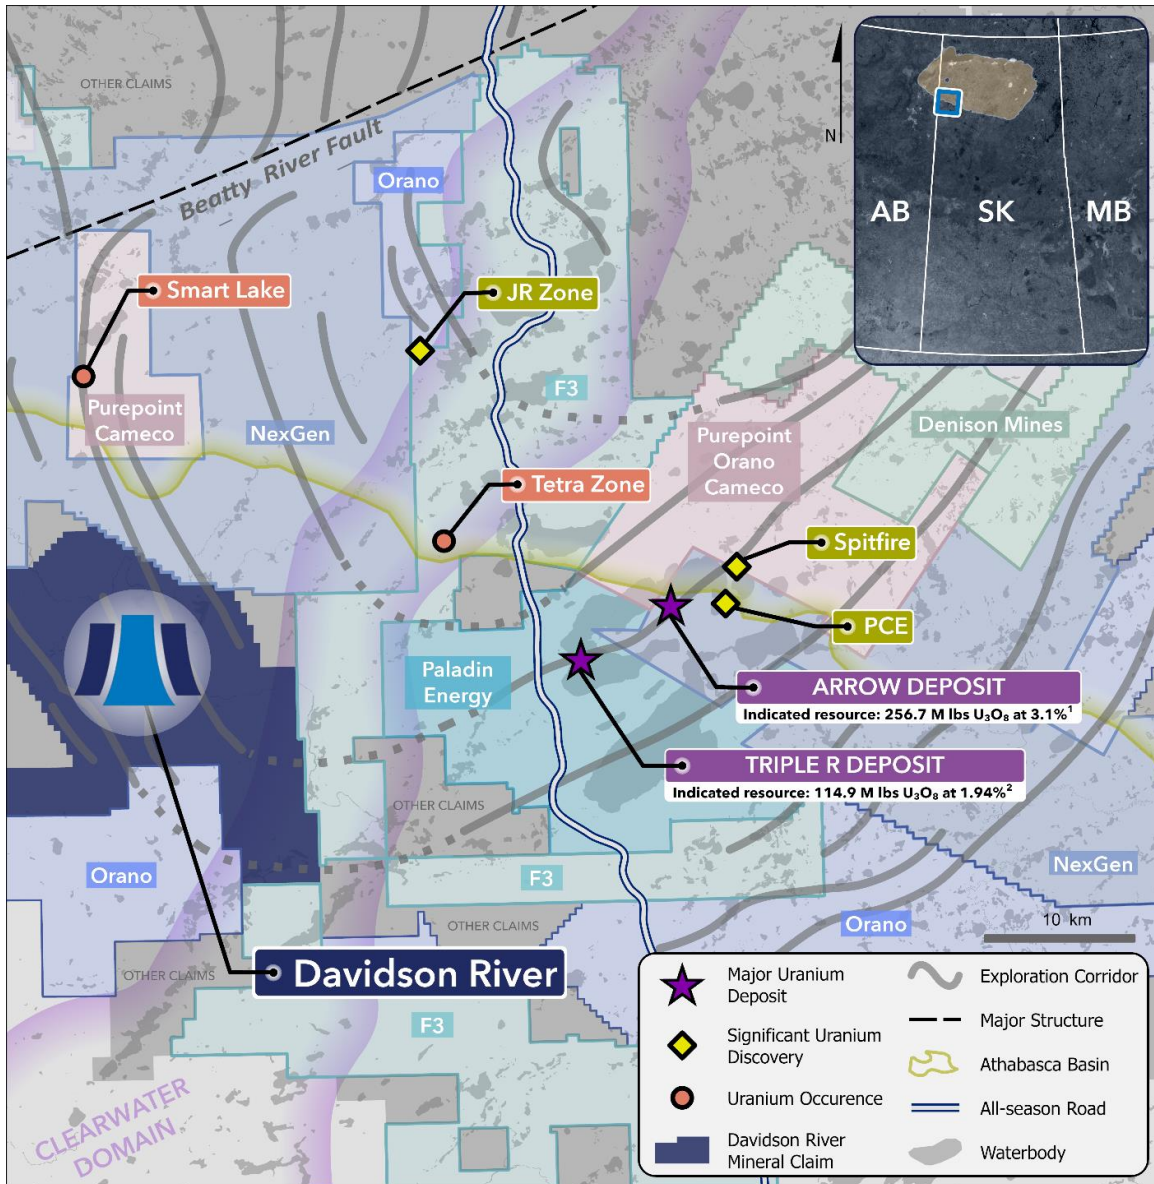 OTHER CLAIMS
Beatty River Fault
Orano
N
AB
SK
MB
Smart Lake
JR Zone
F3
Purepoint
Cameco
NexGen
Purepoint
Orano
Cameco
Denison Mines
Tetra Zone
Spitfire
PCE
Paladin
Energy
ARROW DEPOSIT
Indicated resource: 256.7 M lbs U₃O₈ at 3.1%¹
TRIPLE R DEPOSIT
Indicated resource: 114.9 M lbs U₃O₈ at 1.94%²
OTHER CLAIMS
Orano
F3
NexGen
Orano
10 km
OTHER CLAIMS
OTHER CLAIMS
Davidson River
F3
CLEARWATER
DOMAIN
Major Uranium
Deposit
Significant Uranium
Discovery
Uranium Occurence
Davidson River
Mineral Claim
Exploration Corridor
Major Structure
Athabasca Basin
All-season Road
Waterbody